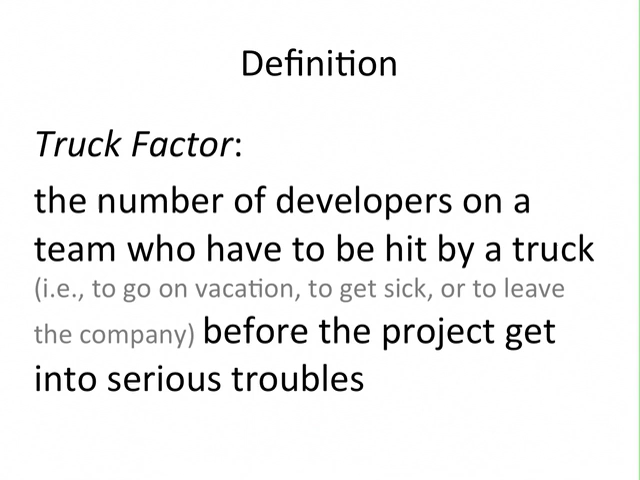 Definition
Truck Factor:
the number of developers on a
team who have to be hit by a truck
(i.e., to go on vacation, to get sick, or to leave
the company) before the project get
into serious troubles